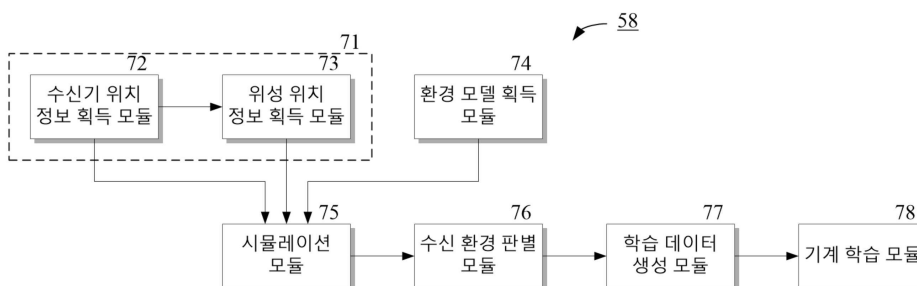 58
71
72
수신기 위치
정보 획득 모듈
73
위성 위치
정보 획득 모듈
74
환경 모델 획득
모듈
75
시뮬레이션
모듈
76
수신 환경 판별
모듈
77
학습 데이터
생성 모듈
78
기계 학습 모듈